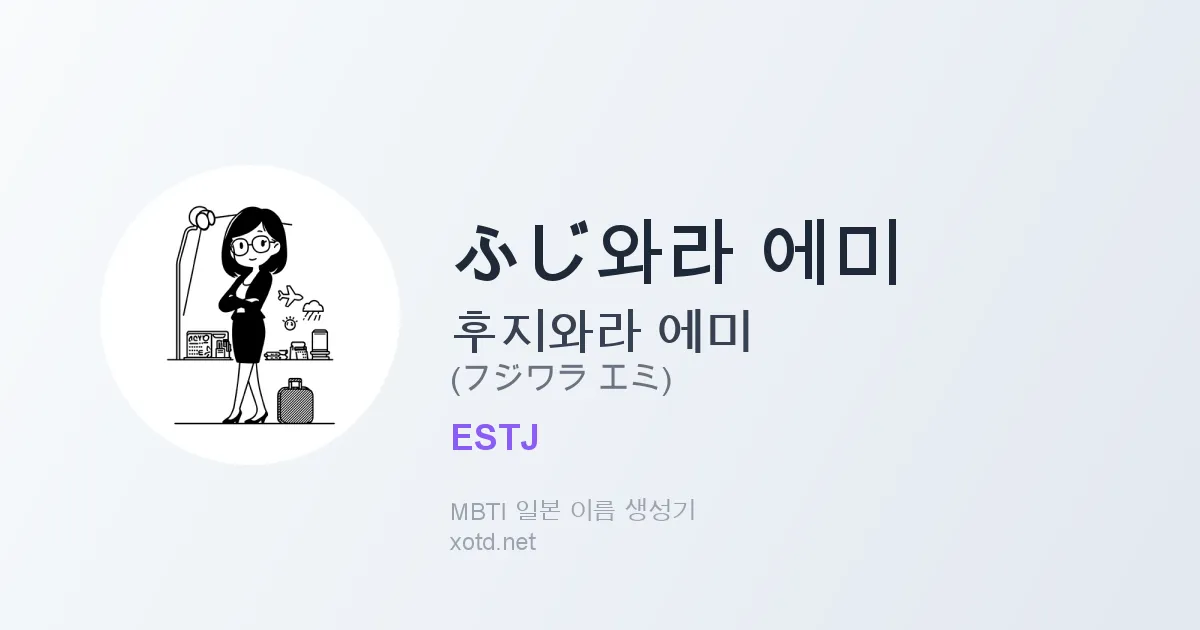 ふじ와라 에미
후지와라 에미
(フジワラ エミ)
ESTJ
MBTI 일본 이름 생성기
xotd.net